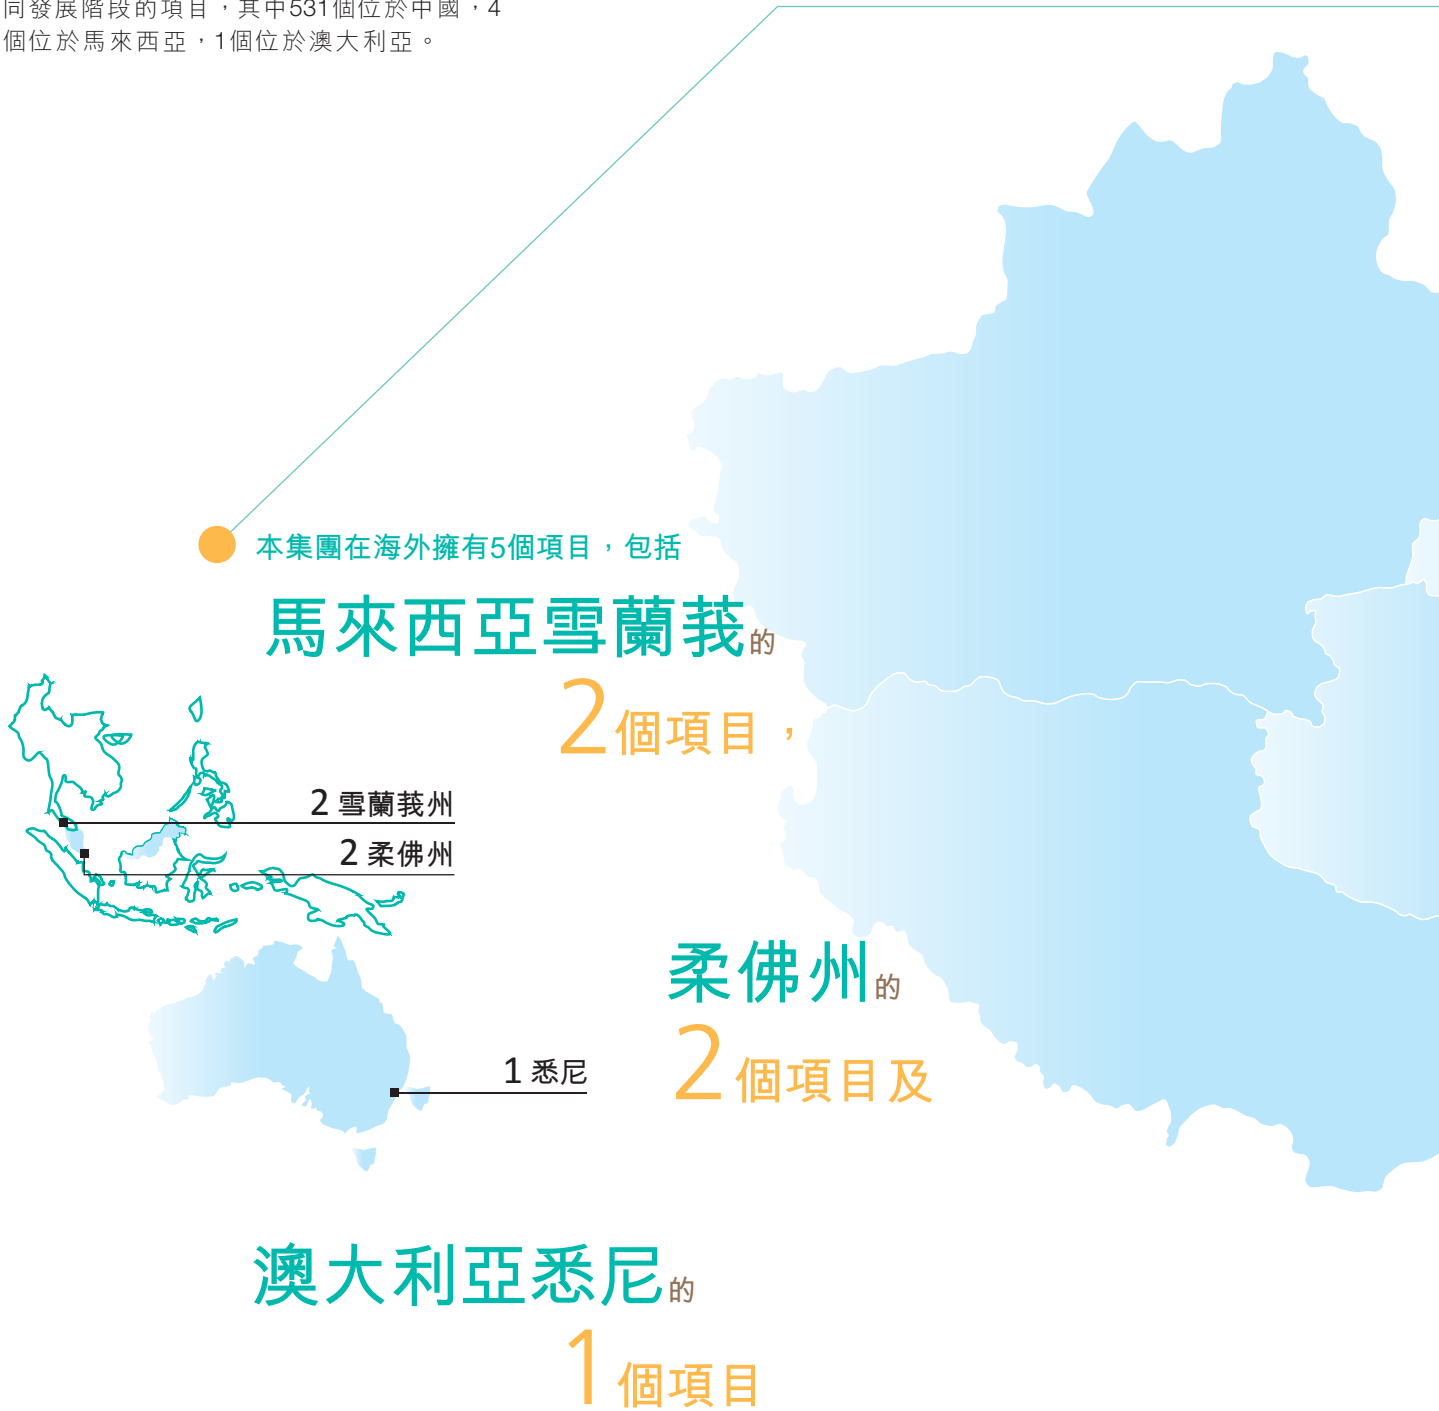 同發展階段的項目，其中531個位於中國，4
個位於馬來西亞，1個位於澳大利亞。
本集團在海外擁有5個項目，包括
馬來西亞雪蘭莪的
2個項目，
2 雪蘭莪州
2 柔佛州
柔佛州的
2個項目及
1 悉尼
澳大利亞悉尼的
1個項目